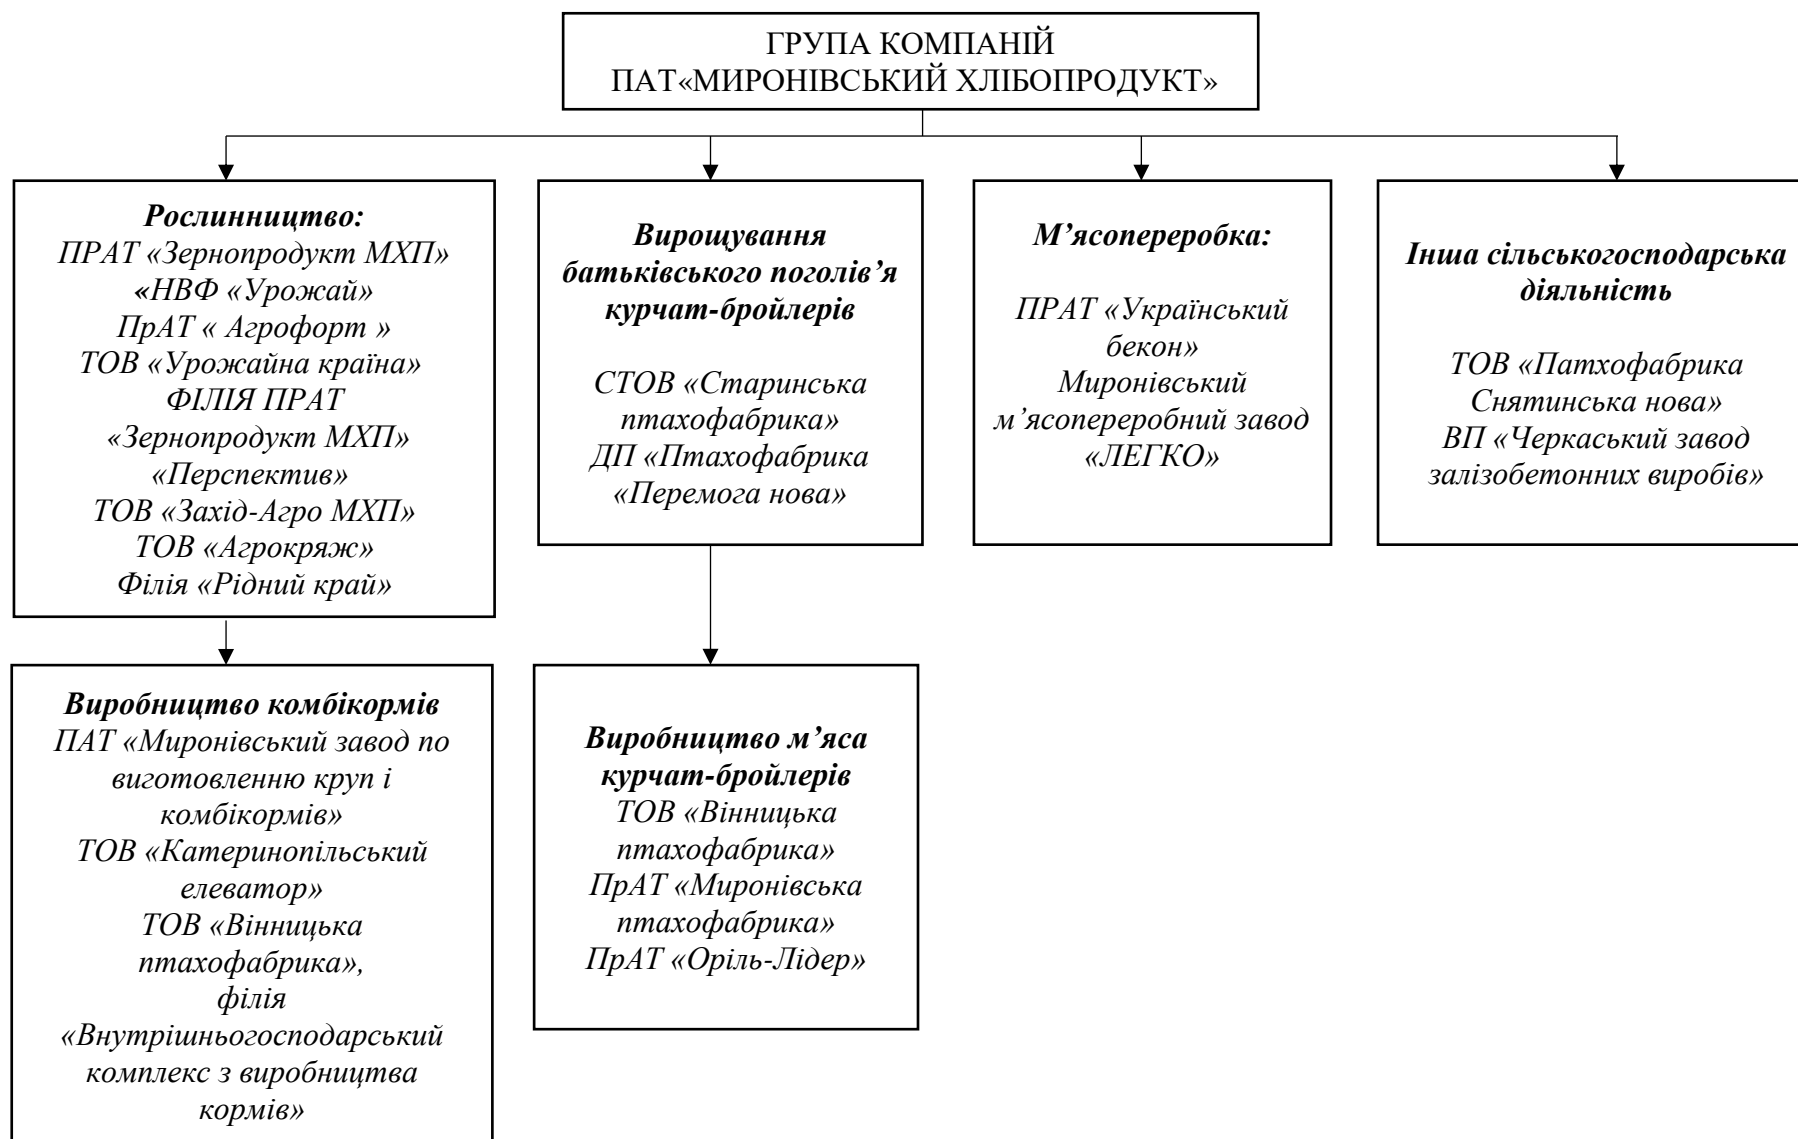 ГРУПА КОМПАНІЙ
ПАТ«МИРОНІВСЬКИЙ ХЛІБОПРОДУКТ»
Рослинництво:
ПРАТ «Зернопродукт МХП»
«НВФ «Урожай»
ПрАТ « Агрофорт »
ТОВ «Урожайна країна»
ФІЛІЯ ПРАТ
«Зернопродукт МХП»
«Перспектив»
ТОВ «Захід-Агро МХП»
ТОВ «Агрокряж»
Філія «Рідний край»
Вирощування
батьківського поголів’я
курчат-бройлерів
СТОВ «Старинська
птахофабрика»
ДП «Птахофабрика
«Перемога нова»
М’ясопереробка:
ПРАТ «Український
бекон»
Миронівський
м’ясопереробний завод
«ЛЕГКО»
Інша сільськогосподарська
діяльність
ТОВ «Патхофабрика
Снятинська нова»
ВП «Черкаський завод
залізобетонних виробів»
Виробництво комбікормів
ПАТ «Миронівський завод по
виготовленню круп і
комбікормів»
ТОВ «Катеринопільський
елеватор»
ТОВ «Вінницька
птахофабрика»,
філія
«Внутрішньогосподарський
комплекс з виробництва
кормів»
Виробництво м’яса
курчат-бройлерів
ТОВ «Вінницька
птахофабрика»
ПрАТ «Миронівська
птахофабрика»
ПрАТ «Оріль-Лідер»